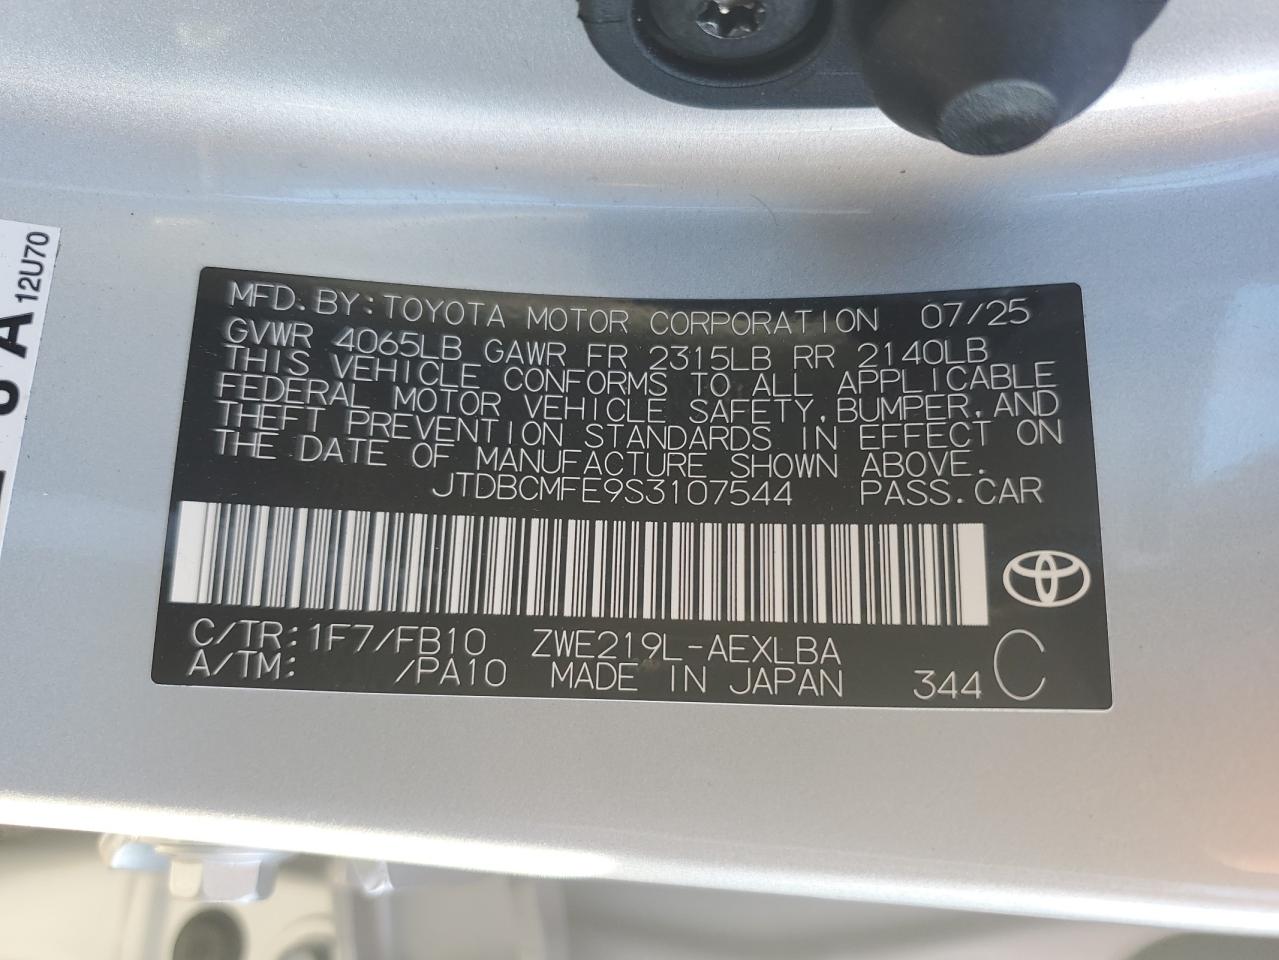 A 12U70
MFD. BY: TOYOTA MOTOR CORPORATION 07/25
GVWR 4065LB GAWR FR 2315LB RR 2140LB
THIS VEHICLE CONFORMS TO ALL APPLICABLE
FEDERAL MOTOR VEHICLE SAFETY, BUMPER, AND
THEFT PREVENTION STANDARDS IN EFFECT ON
THE DATE OF MANUFACTURE SHOWN ABOVE.
JTDBCMFE9S3107544 PASS. CAR
C/TR: 1F7/FB10 ZWE219L-AEXLBA
A/TM: /PA10 MADE IN JAPAN 344 C